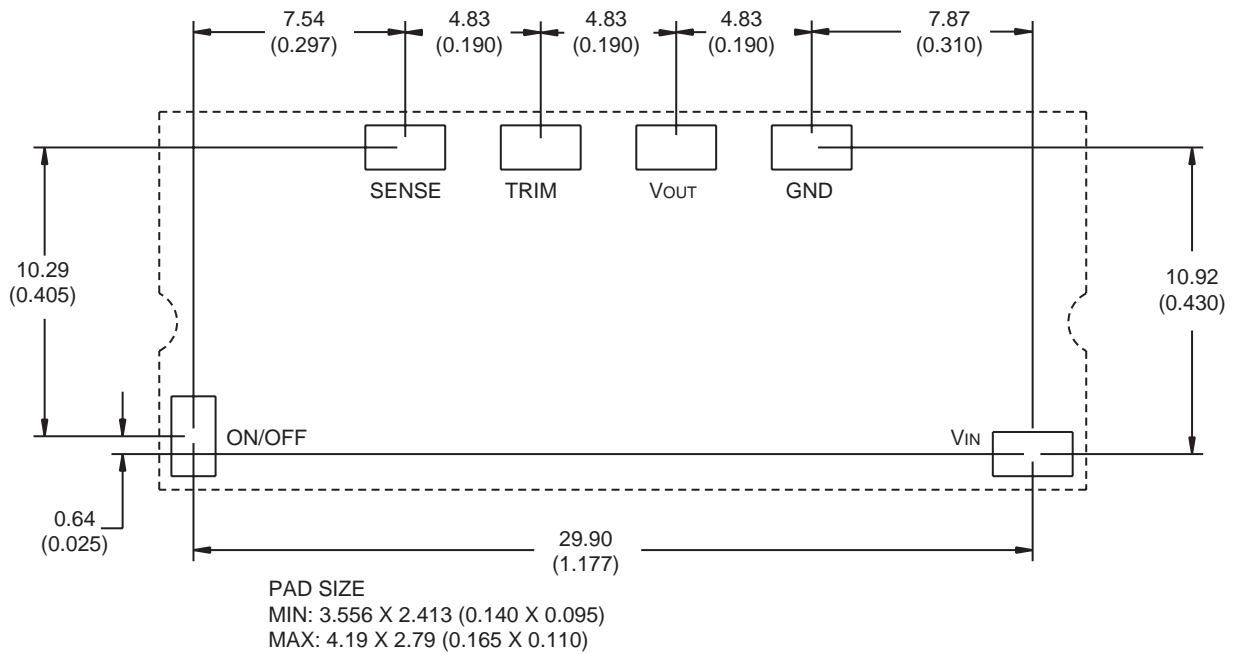 7.54
(0.297)
4.83
(0.190)
4.83
(0.190)
4.83
(0.190)
7.87
(0.310)
SENSE
TRIM
VOUT
GND
10.29
(0.405)
10.92
(0.430)
ON/OFF
VIN
0.64
(0.025)
29.90
(1.177)
PAD SIZE
MIN: 3.556 X 2.413 (0.140 X 0.095)
MAX: 4.19 X 2.79 (0.165 X 0.110)